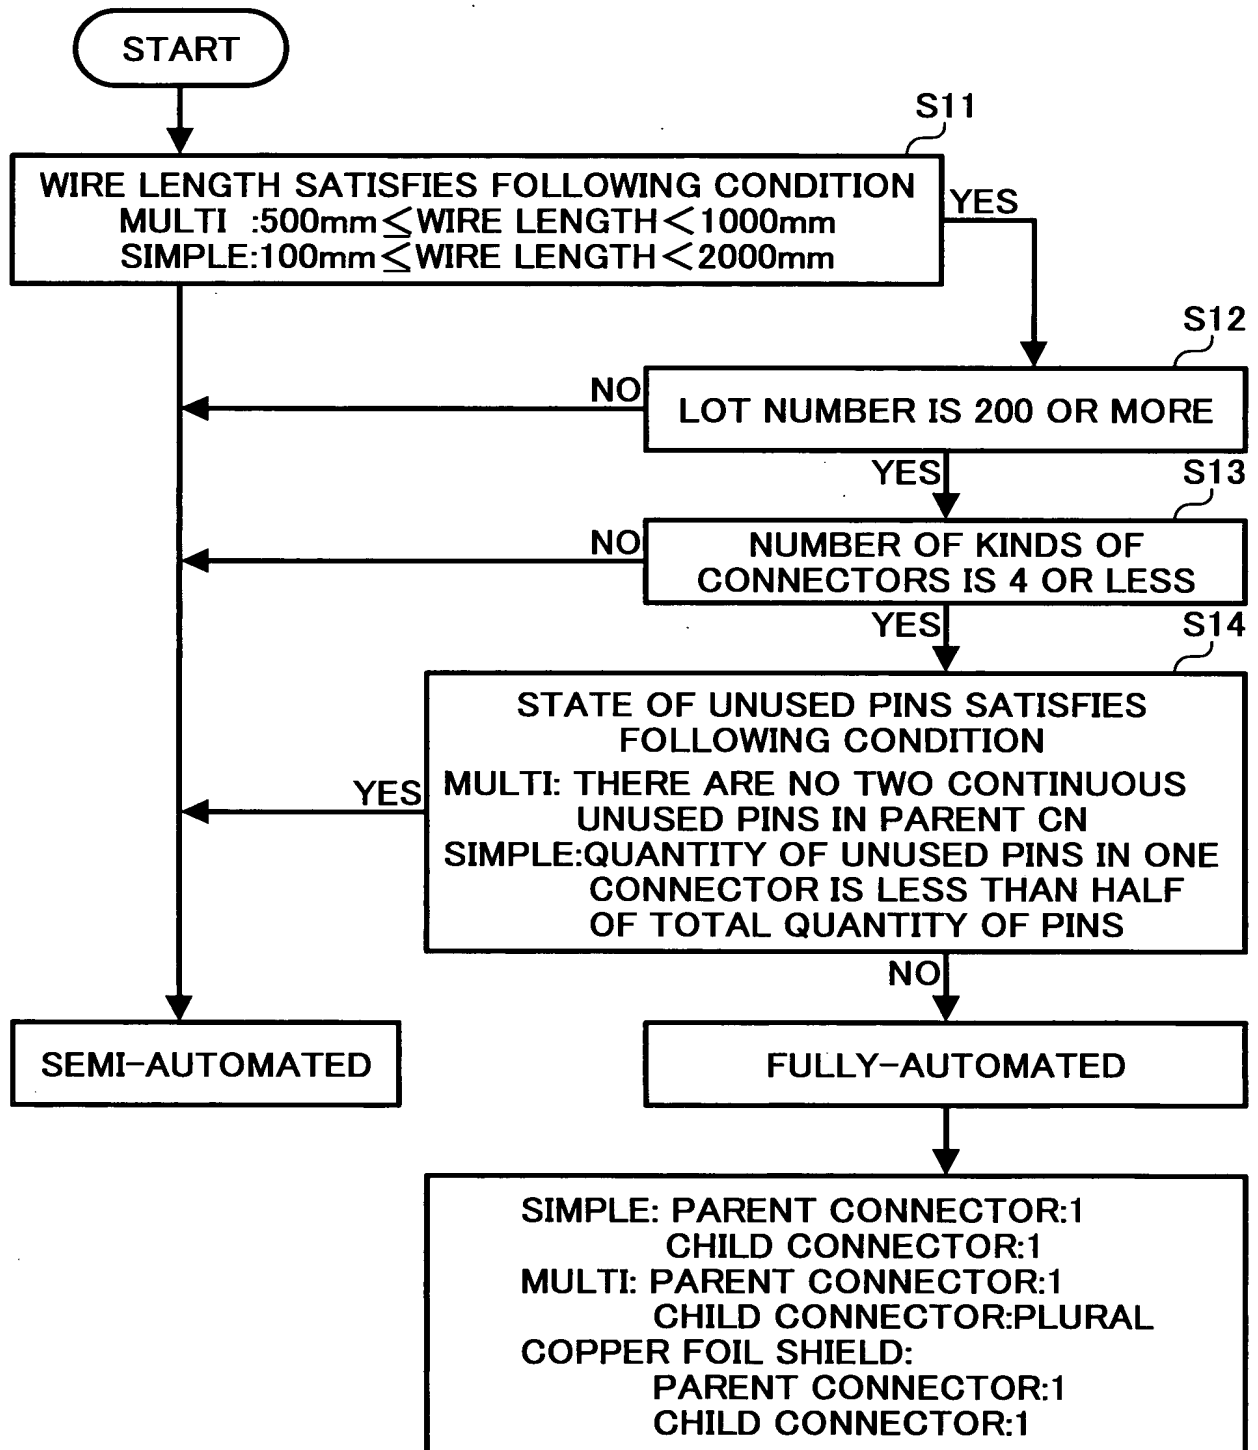 START
S11
WIRE LENGTH SATISFIES FOLLOWING CONDITION
MULTI :500mm≦WIRE LENGTH<1000mm
SIMPLE:100mm≦WIRE LENGTH<2000mm
YES
S12
NO
LOT NUMBER IS 200 OR MORE
YES
S13
NO
NUMBER OF KINDS OF
CONNECTORS IS 4 OR LESS
YES
S14
STATE OF UNUSED PINS SATISFIES
FOLLOWING CONDITION
YES
MULTI: THERE ARE NO TWO CONTINUOUS
UNUSED PINS IN PARENT CN
SIMPLE:QUANTITY OF UNUSED PINS IN ONE
CONNECTOR IS LESS THAN HALF
OF TOTAL QUANTITY OF PINS
NO
SEMI-AUTOMATED
FULLY-AUTOMATED
SIMPLE: PARENT CONNECTOR:1
CHILD CONNECTOR:1
MULTI: PARENT CONNECTOR:1
CHILD CONNECTOR:PLURAL
COPPER FOIL SHIELD:
PARENT CONNECTOR:1
CHILD CONNECTOR:1